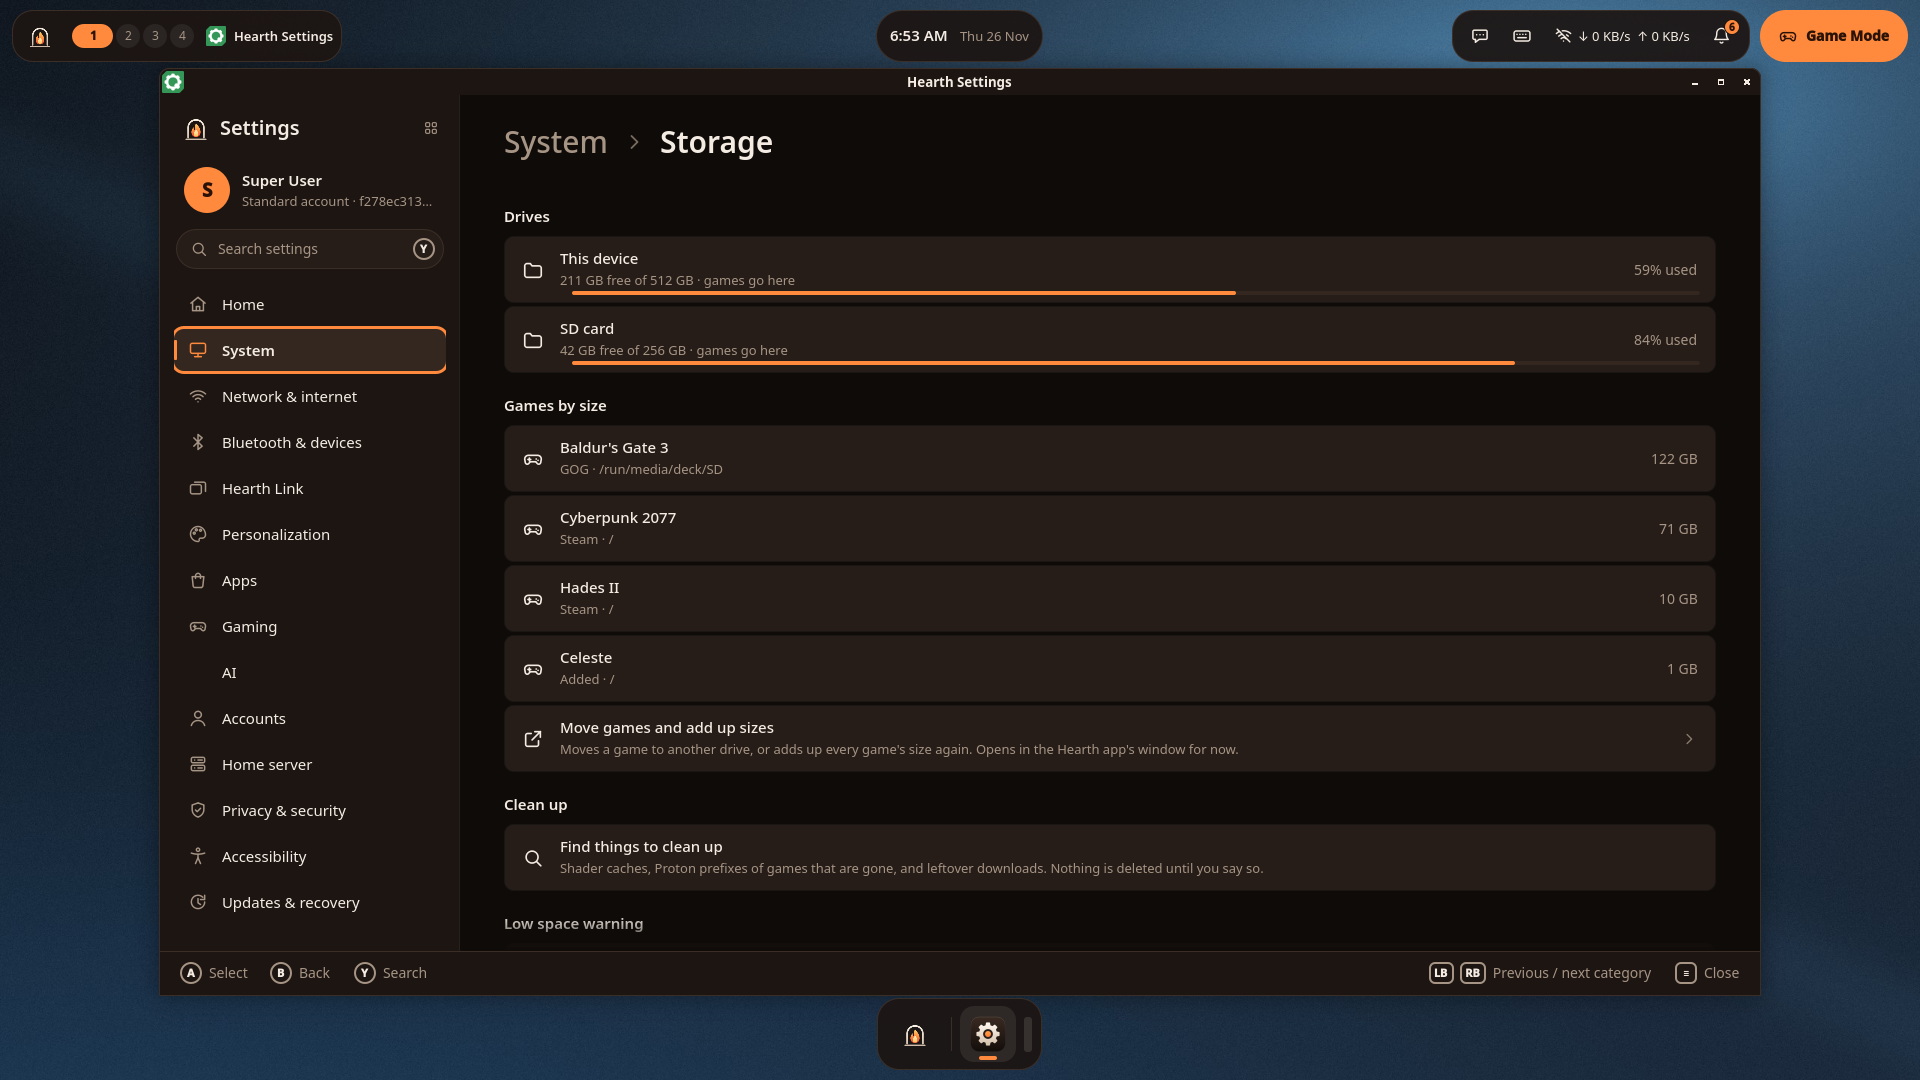 1 2 3 4 Hearth Settings
6:53 AM Thu 26 Nov
↓ 0 KB/s ↑ 0 KB/s 6 Game Mode
Hearth Settings
Settings
S
Super User
Standard account · f278ec313...
Search settings Y
Home
System
Network & internet
Bluetooth & devices
Hearth Link
Personalization
Apps
Gaming
AI
Accounts
Home server
Privacy & security
Accessibility
Updates & recovery
System > Storage
Drives
This device
211 GB free of 512 GB · games go here
59% used
SD card
42 GB free of 256 GB · games go here
84% used
Games by size
Baldur's Gate 3
GOG · /run/media/deck/SD
122 GB
Cyberpunk 2077
Steam · /
71 GB
Hades II
Steam · /
10 GB
Celeste
Added · /
1 GB
Move games and add up sizes
Moves a game to another drive, or adds up every game's size again. Opens in the Hearth app's window for now.
Clean up
Find things to clean up
Shader caches, Proton prefixes of games that are gone, and leftover downloads. Nothing is deleted until you say so.
Low space warning
A Select B Back Y Search
LB RB Previous / next category ≡ Close